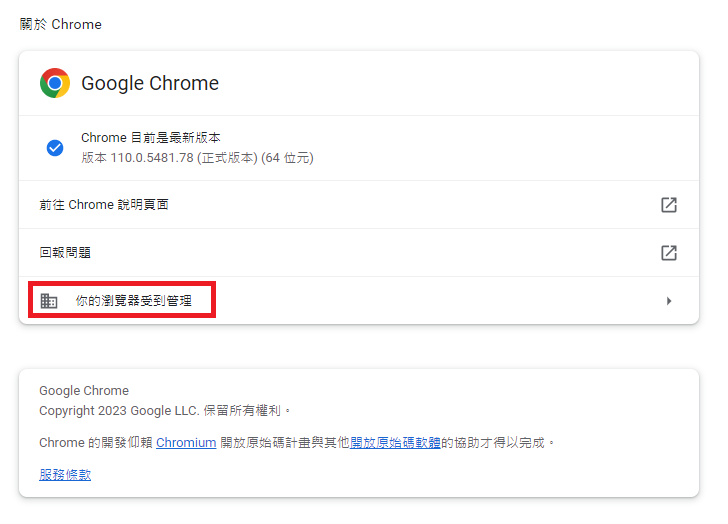 關於 Chrome
Google Chrome
Chrome 目前是最新版本
版本 110.0.5481.78 (正式版本) (64 位元)
前往 Chrome 說明頁面
回報問題
你的瀏覽器受到管理
Google Chrome
Copyright 2023 Google LLC. 保留所有權利。
Chrome 的開發仰賴 Chromium 開放原始碼計畫與其他開放原始碼軟體的協助才得以完成。
服務條款